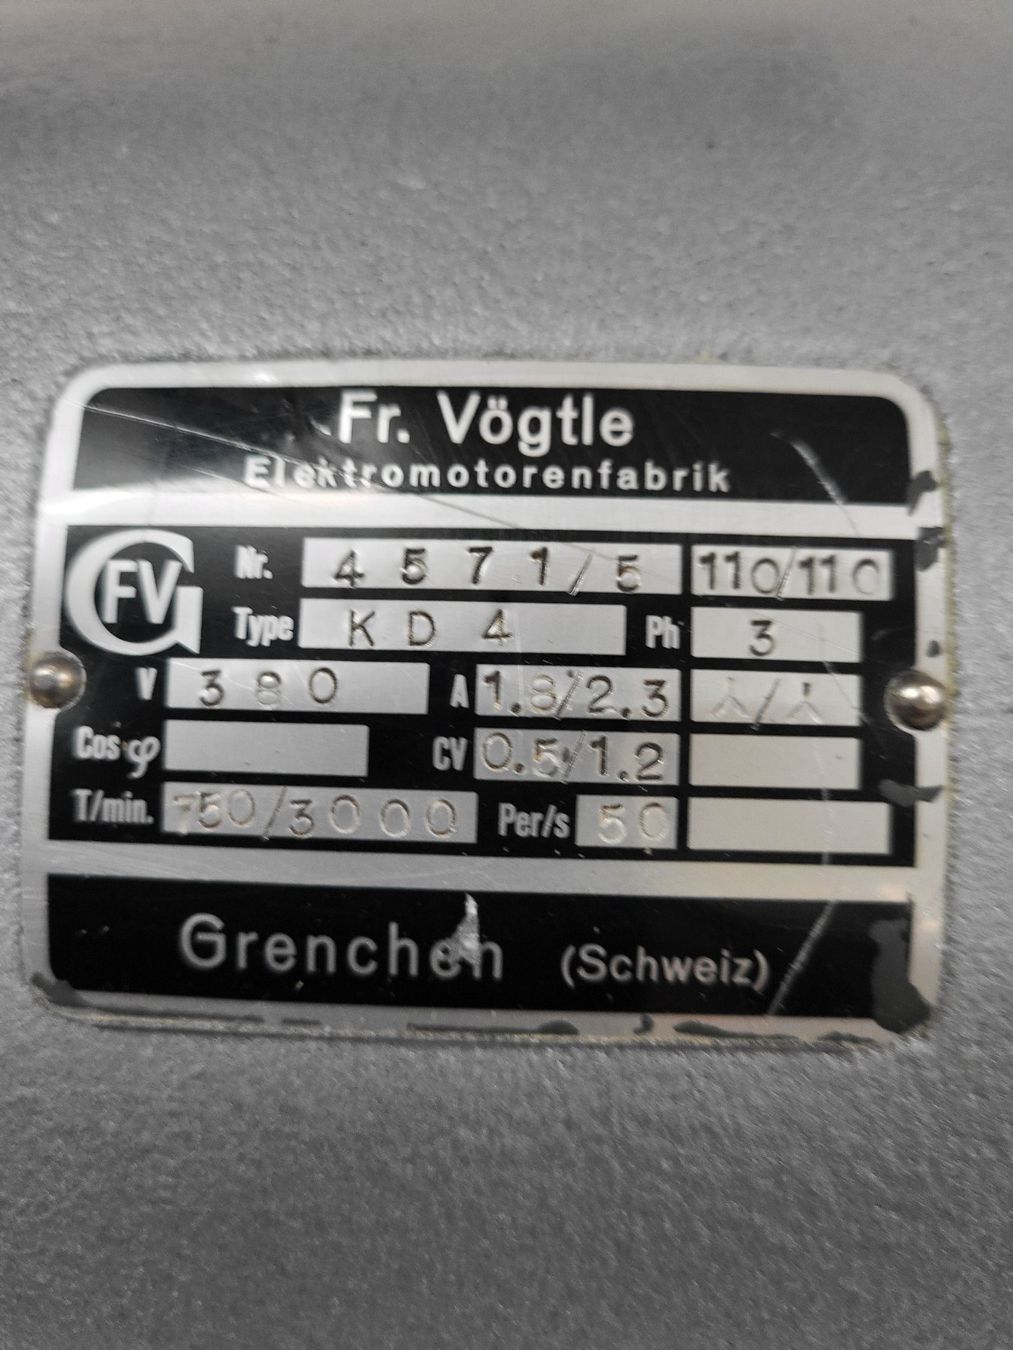 Fr. Vögtle
Elektromotorenfabrik
GFV
Nr. 4571/5 110/110
Type KD4 Ph 3
V 380 A 1.8/2.3 ⅄/⅄
Cos φ CV 0.5/1.2
T/min. 750/3000 Per/s 50
Grenchen (Schweiz)